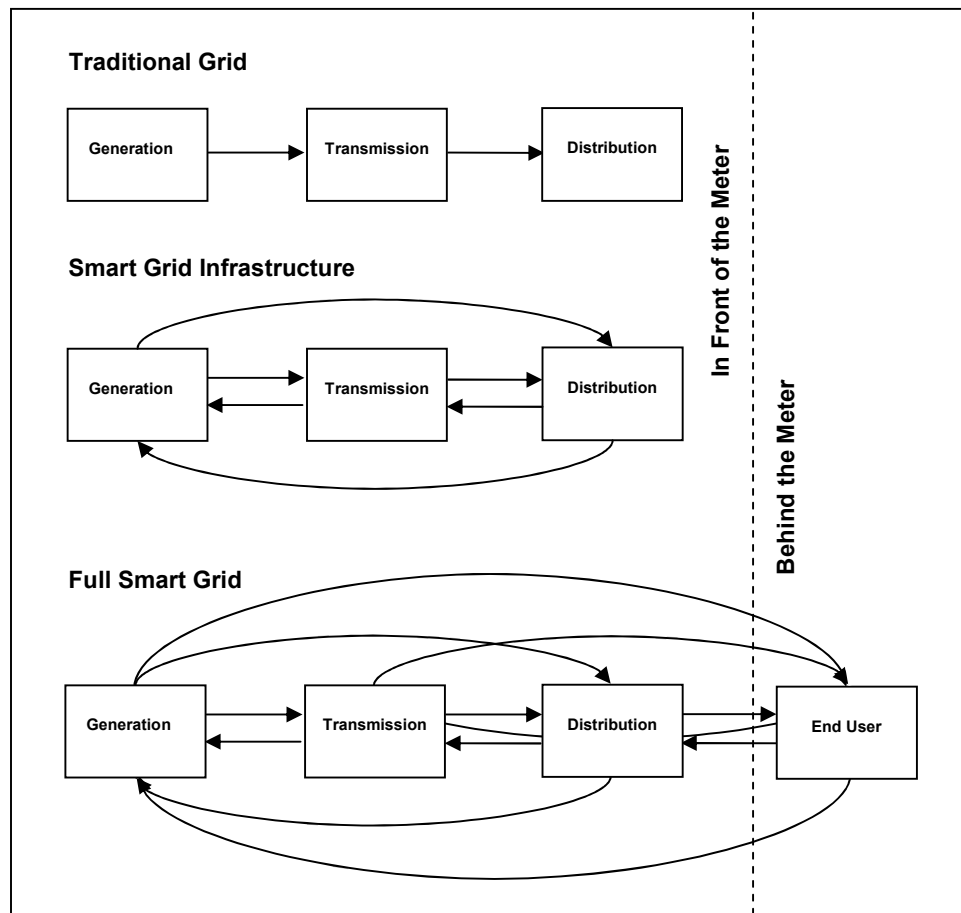 Traditional Grid
Generation
Transmission
Distribution
In Front of the Meter
Smart Grid Infrastructure
Generation
Transmission
Distribution
Behind the Meter
Full Smart Grid
Generation
Transmission
Distribution
End User